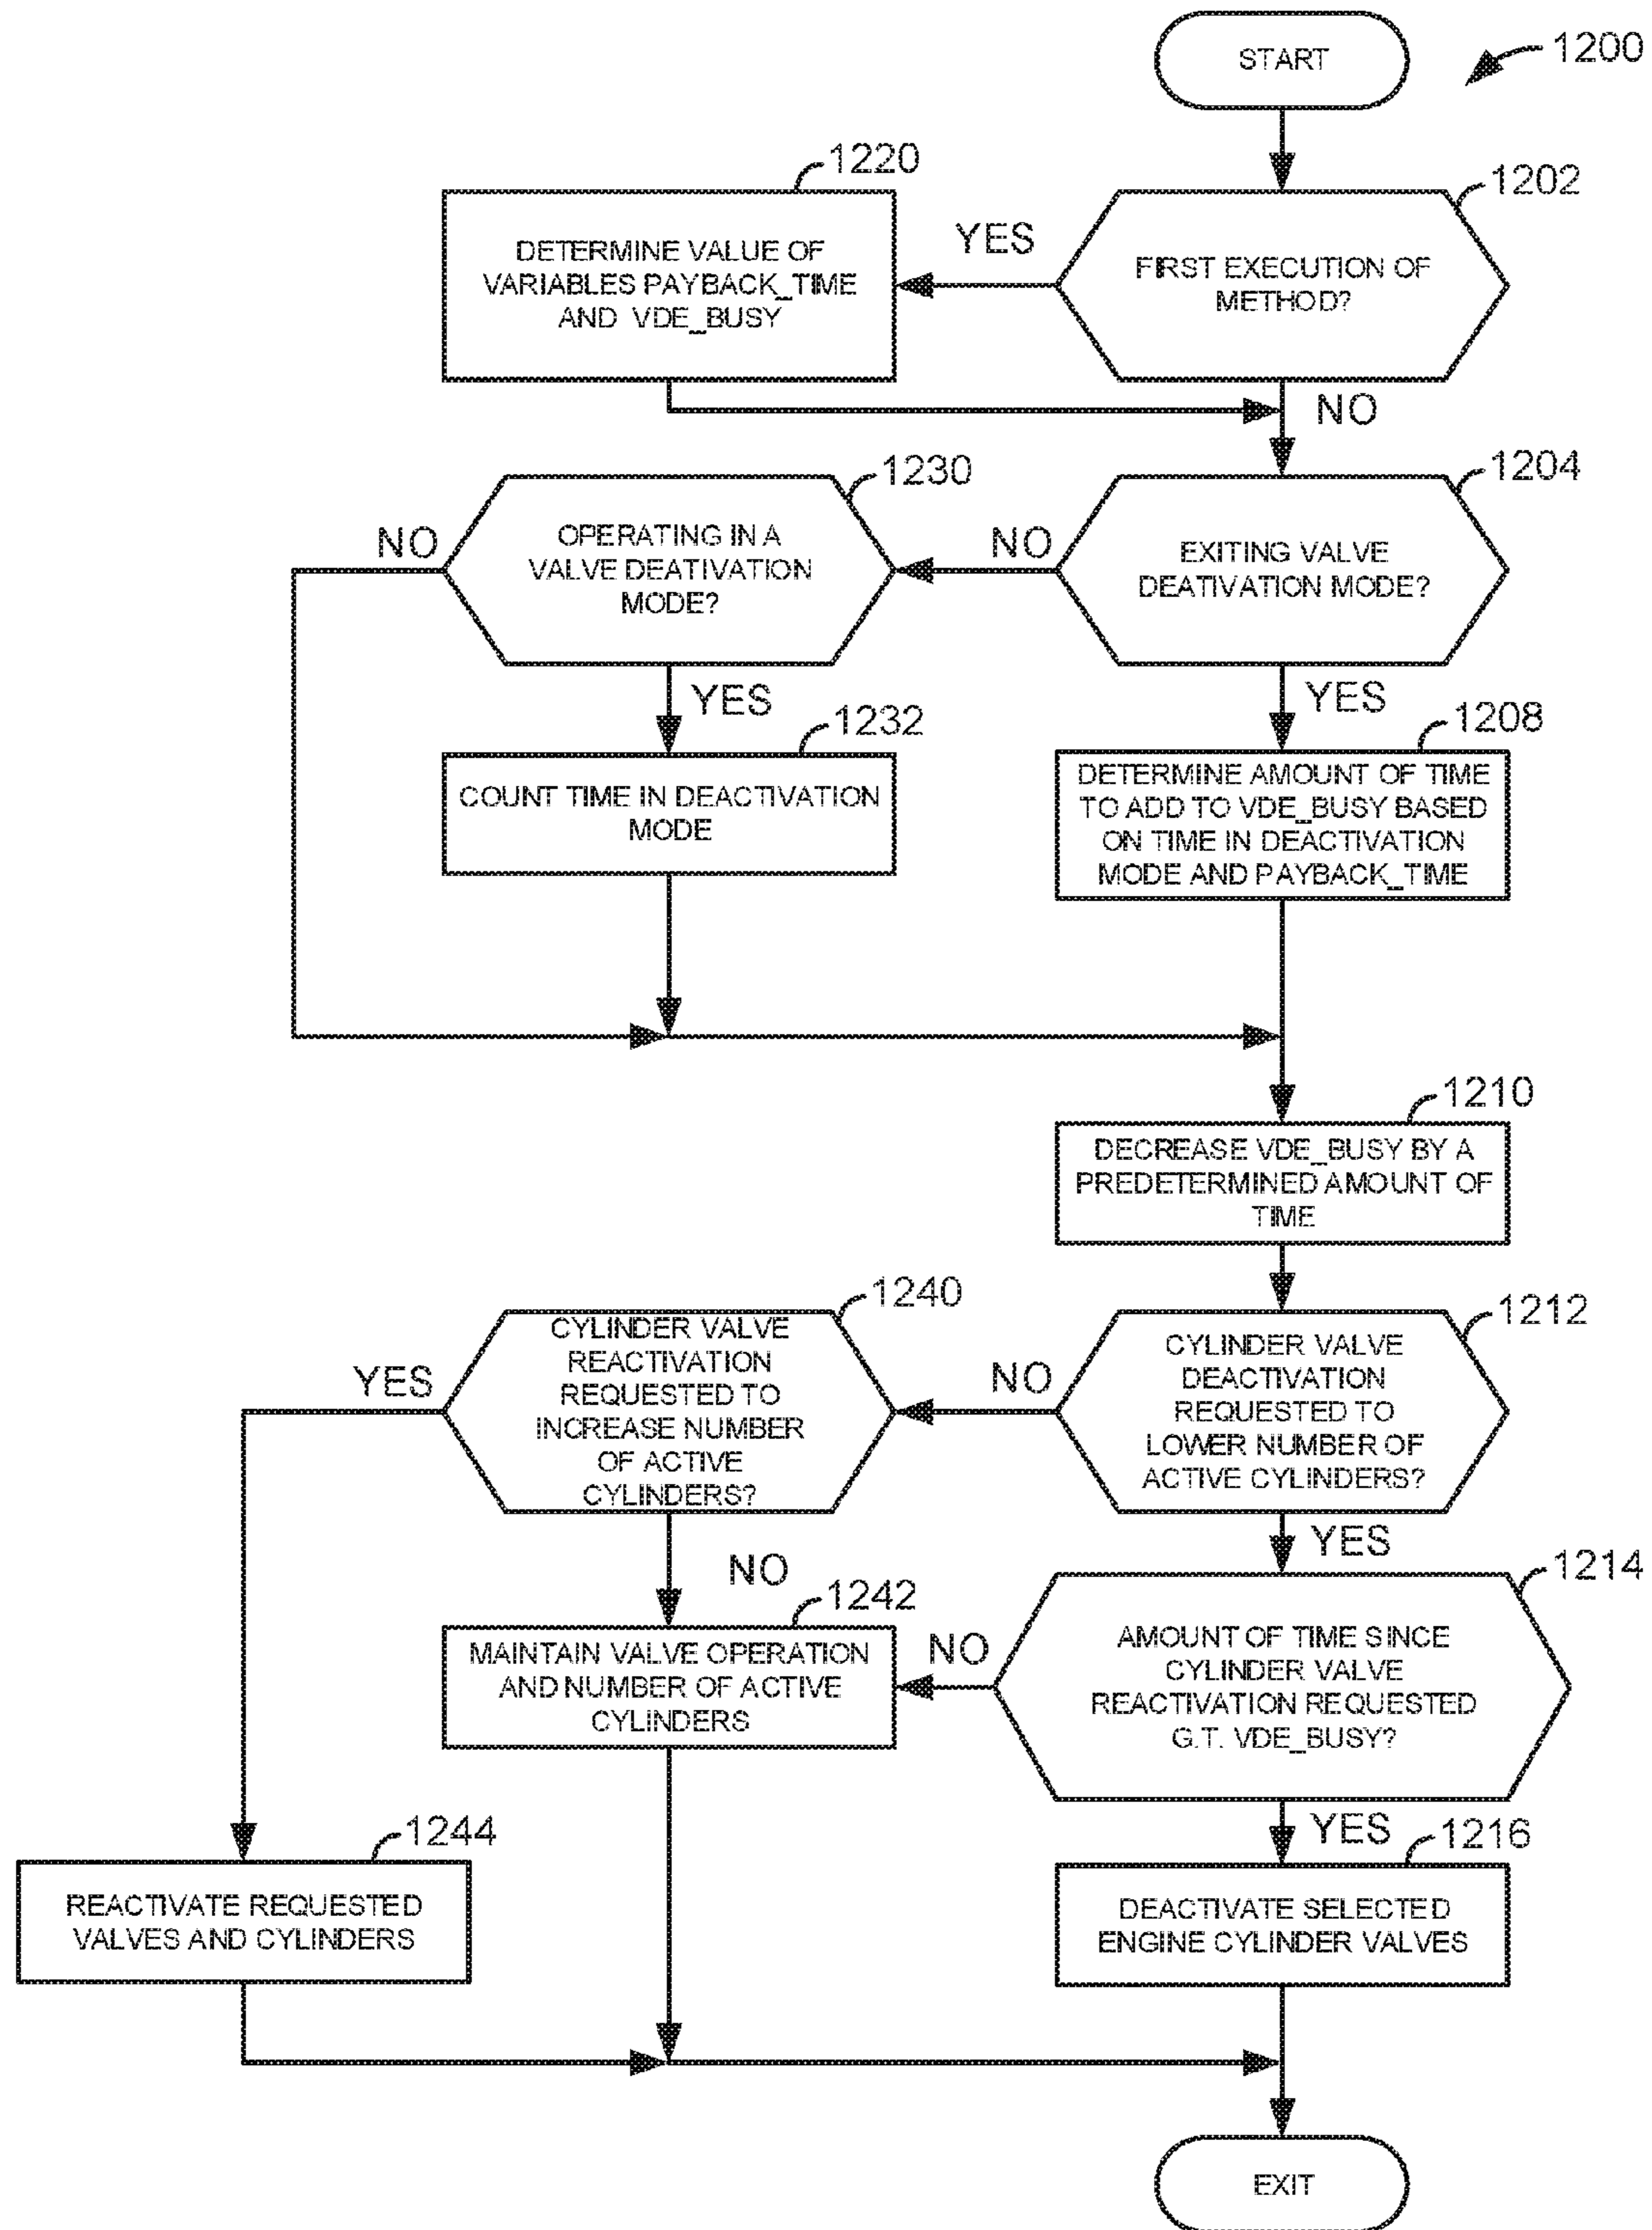 START
1200
1220
1202
DETERMINE VALUE OF
VARIABLES PAYBACK_TIME
AND VDE_BUSY
YES
FIRST EXECUTION OF
METHOD?
NO
1230
1204
NO
OPERATING IN A
VALVE DEATIVATION
MODE?
NO
EXITING VALVE
DEATIVATION MODE?
YES
YES
1232
1208
COUNT TIME IN DEACTIVATION
MODE
DETERMINE AMOUNT OF TIME
TO ADD TO VDE_BUSY BASED
ON TIME IN DEACTIVATION
MODE AND PAYBACK_TIME
1210
DECREASE VDE_BUSY BY A
PREDETERMINED AMOUNT OF
TIME
1240
1212
YES
CYLINDER VALVE
REACTIVATION
REQUESTED TO
INCREASE NUMBER
OF ACTIVE
CYLINDERS?
NO
CYLINDER VALVE
DEACTIVATION
REQUESTED TO
LOWER NUMBER OF
ACTIVE CYLINDERS?
YES
NO
1214
1242
MAINTAIN VALVE OPERATION
AND NUMBER OF ACTIVE
CYLINDERS
NO
AMOUNT OF TIME SINCE
CYLINDER VALVE
REACTIVATION REQUESTED
G.T. VDE_BUSY?
YES
1244
1216
REACTIVATE REQUESTED
VALVES AND CYLINDERS
DEACTIVATE SELECTED
ENGINE CYLINDER VALVES
EXIT